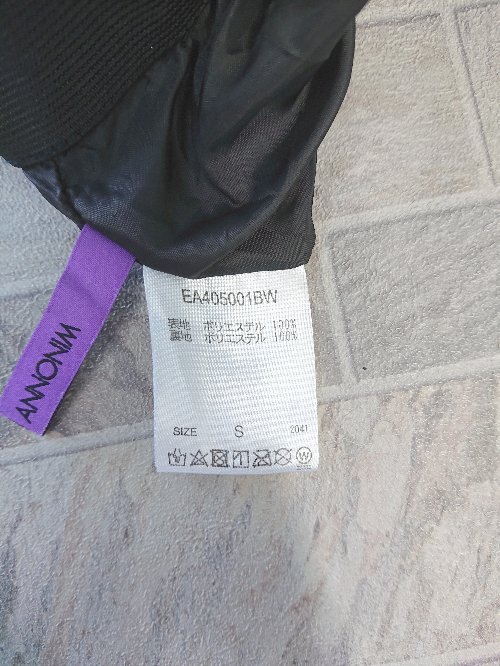 EA405001BW
表地 ポリエステル 100%
裏地 ポリエステル 100%
SIZE S 2041
ANNONIM